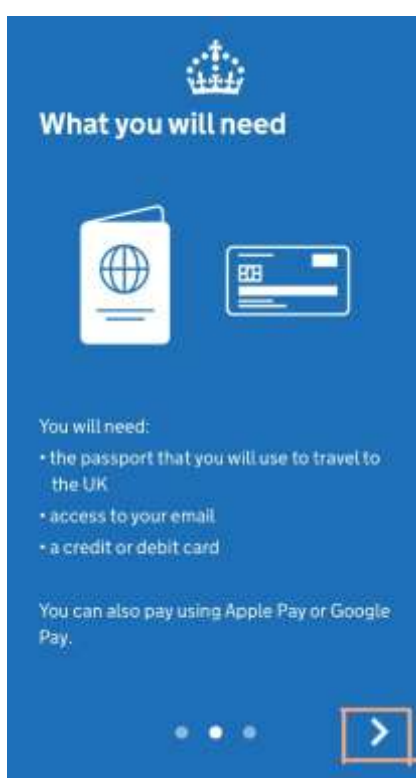 What you will need
You will need:
• the passport that you will use to travel to
the UK
• access to your email
• a credit or debit card
You can also pay using Apple Pay or Google
Pay.